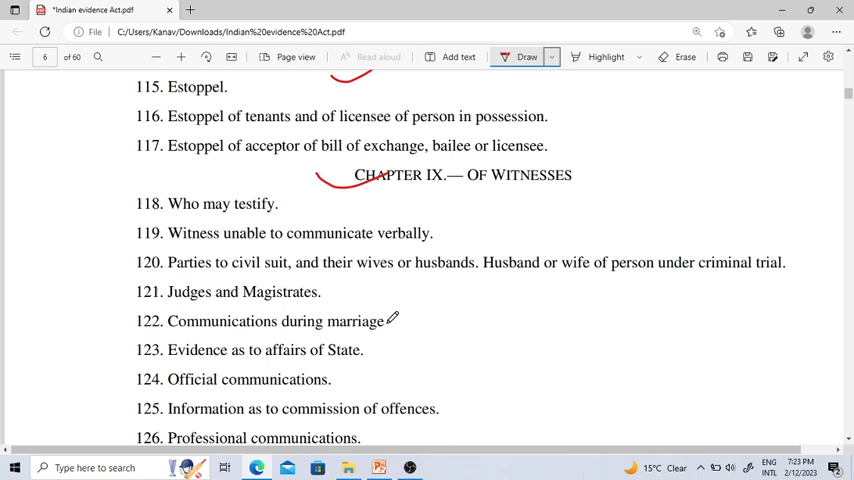 *Indian evidence Act.pdf
File C:/Users/Kanav/Downloads/Indian%20evidence%20Act.pdf
6 of 60 Page view Read aloud Add text Draw Highlight Erase
115. Estoppel.
116. Estoppel of tenants and of licensee of person in possession.
117. Estoppel of acceptor of bill of exchange, bailee or licensee.
CHAPTER IX.— OF WITNESSES
118. Who may testify.
119. Witness unable to communicate verbally.
120. Parties to civil suit, and their wives or husbands. Husband or wife of person under criminal trial.
121. Judges and Magistrates.
122. Communications during marriage
123. Evidence as to affairs of State.
124. Official communications.
125. Information as to commission of offences.
126. Professional communications.
Type here to search 15°C Clear ENG 7:23 PM
INTL 2/12/2023 2